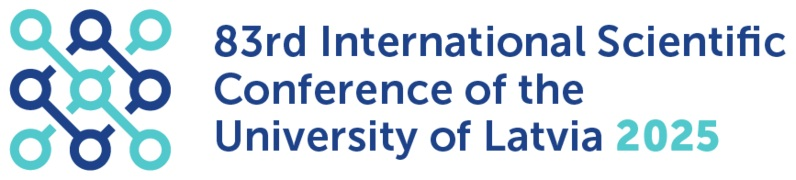 83rd International Scientific
Conference of the
University of Latvia 2025